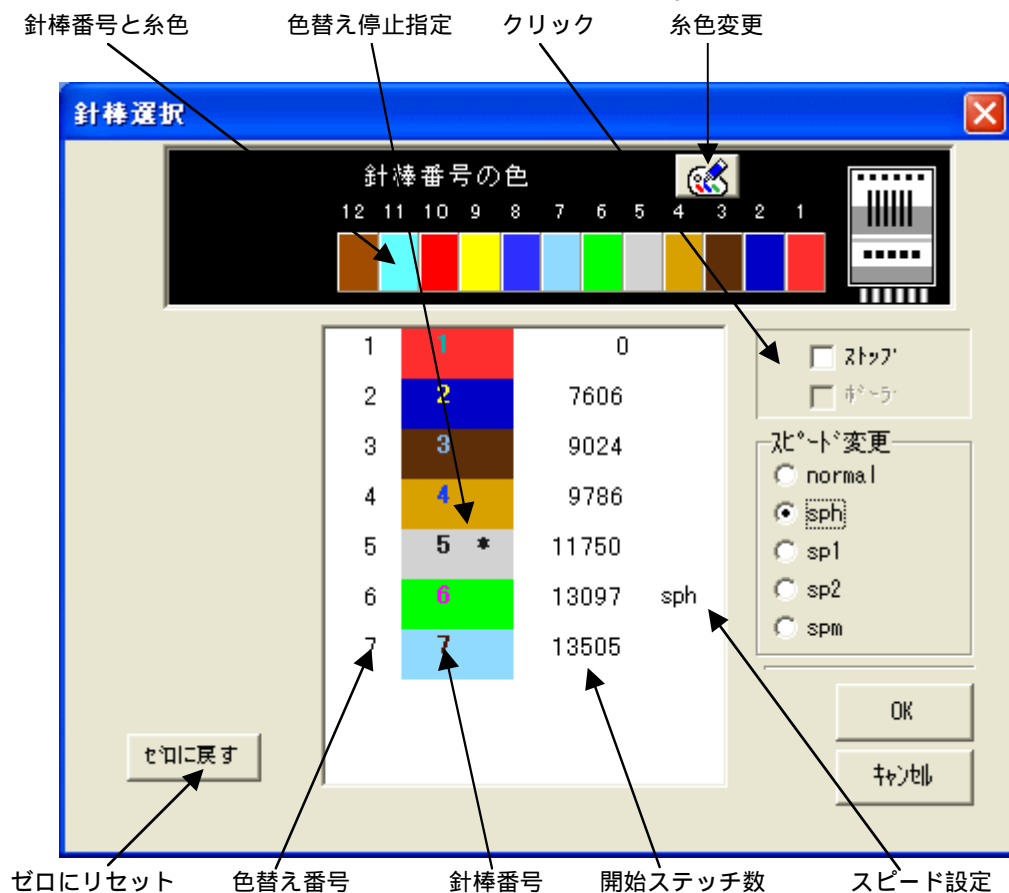 針棒番号と糸色 色替え停止指定 クリック 糸色変更
針棒選択
針棒番号の色
12 11 10 9 8 7 6 5 4 3 2 1
1 1 0
2 2 7606
3 3 9024
4 4 9786
5 5 * 11750
6 6 13097 sph
7 7 13505
ストップ
ボーラー
スピード変更
normal
sph
sp1
sp2
spm
OK
キャンセル
ゼロに戻す
ゼロにリセット 色替え番号 針棒番号 開始ステッチ数 スピード設定